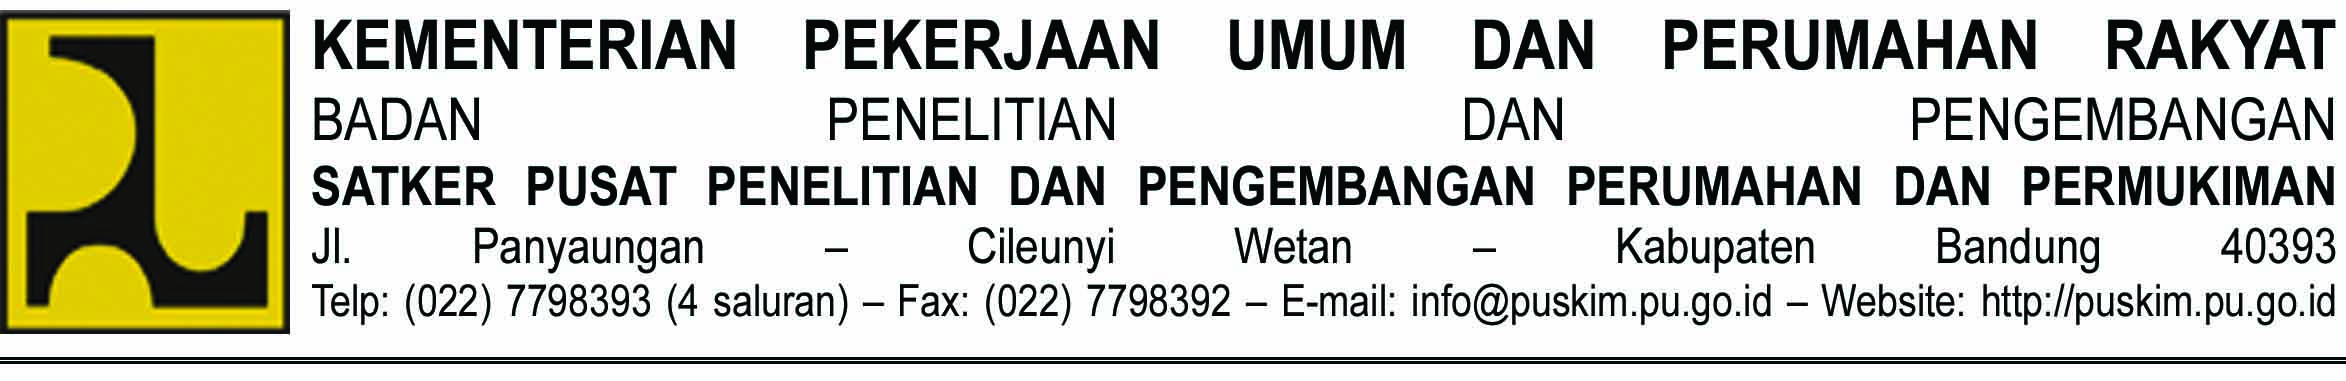 KEMENTERIAN PEKERJAAN UMUM DAN PERUMAHAN RAKYAT
BADAN PENELITIAN DAN PENGEMBANGAN
SATKER PUSAT PENELITIAN DAN PENGEMBANGAN PERUMAHAN DAN PERMUKIMAN
Jl. Panyaungan – Cileunyi Wetan – Kabupaten Bandung 40393
Telp: (022) 7798393 (4 saluran) – Fax: (022) 7798392 – E-mail: info@puskim.pu.go.id – Website: http://puskim.pu.go.id